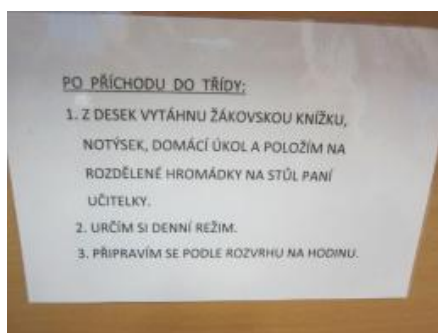 PO PŘÍCHODU DO TŘÍDY:
1. Z DESEK VYTÁHNU ŽÁKOVSKOU KNÍŽKU,
NOTÝSEK, DOMÁCÍ ÚKOL A POLOŽÍM NA
ROZDĚLENÉ HROMÁDKY NA STŮL PANÍ
UČITELKY.
2. URČÍM SI DENNÍ REŽIM.
3. PŘIPRAVÍM SE PODLE ROZVRHU NA HODINU.